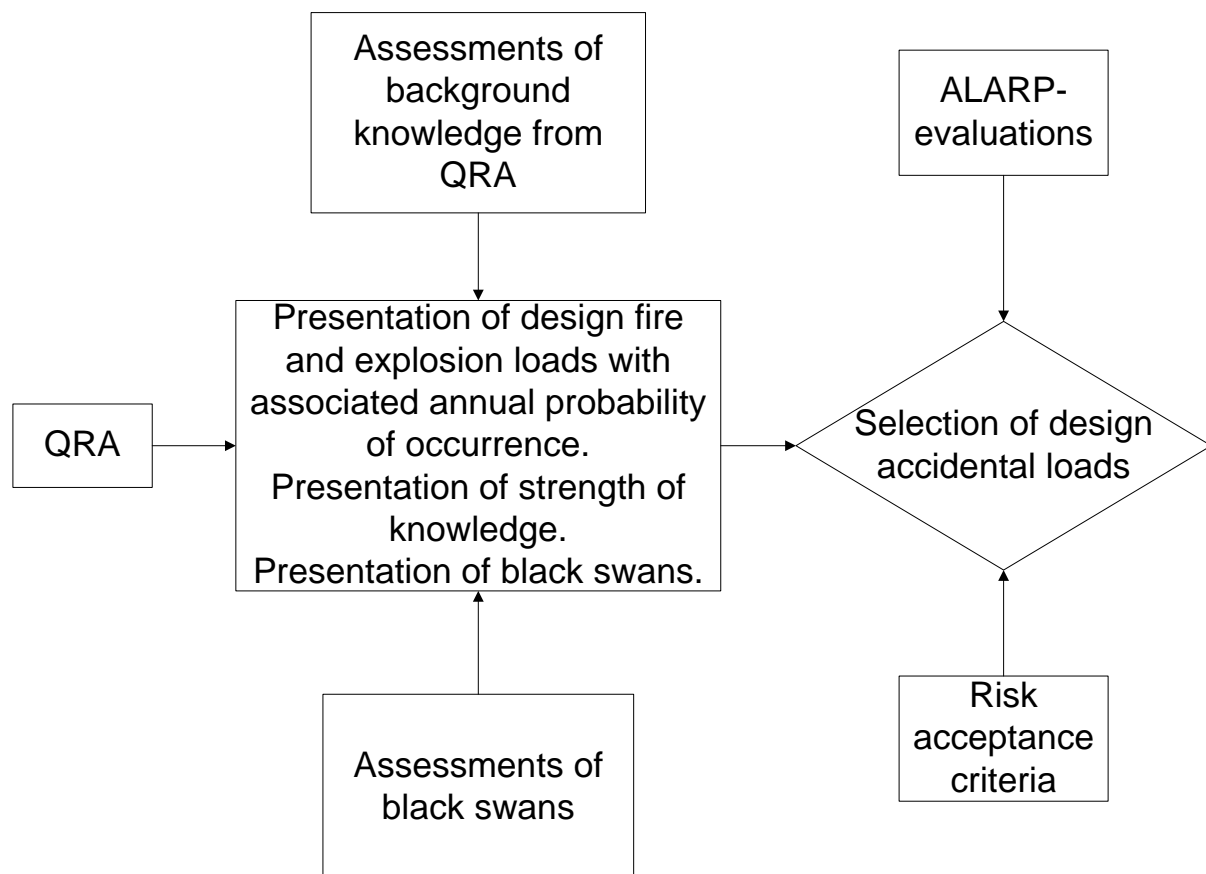 Assessments of
background
knowledge from
QRA
ALARP-
evaluations
Presentation of design fire
and explosion loads with
associated annual probability
of occurrence.
Presentation of strength of
knowledge.
Presentation of black swans.
QRA
Selection of design
accidental loads
Assessments of
black swans
Risk
acceptance
criteria